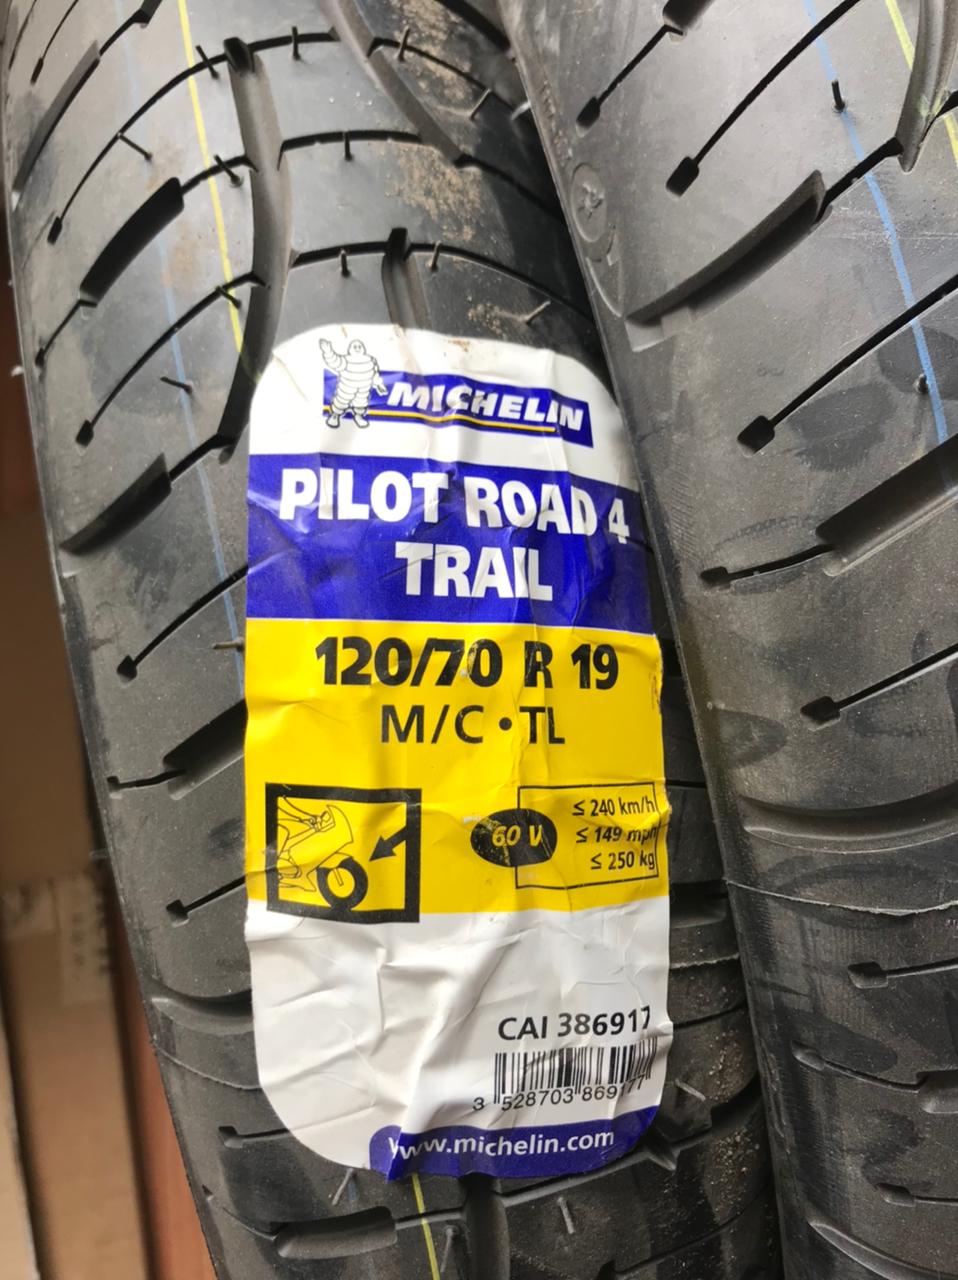 MICHELIN
PILOT ROAD 4
TRAIL
120/70 R 19
M/C • TL
60 V
≤ 240 km/h
≤ 149 mph
≤ 250 kg
CAI 386917
3 528703 869177
www.michelin.com